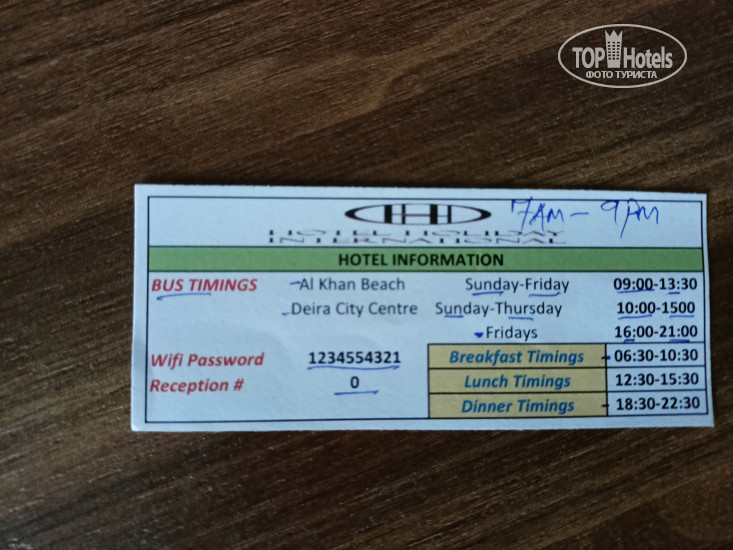 TOP Hotels
ФОТО ТУРИСТА
7AM - 9PM
HOTEL HOLIDAY
INTERNATIONAL
HOTEL INFORMATION
BUS TIMINGS Al Khan Beach Sunday-Friday 09:00-13:30
Deira City Centre Sunday-Thursday 10:00-1500
Fridays 16:00-21:00
Wifi Password 1234554321 Breakfast Timings 06:30-10:30
Reception # 0 Lunch Timings 12:30-15:30
Dinner Timings 18:30-22:30